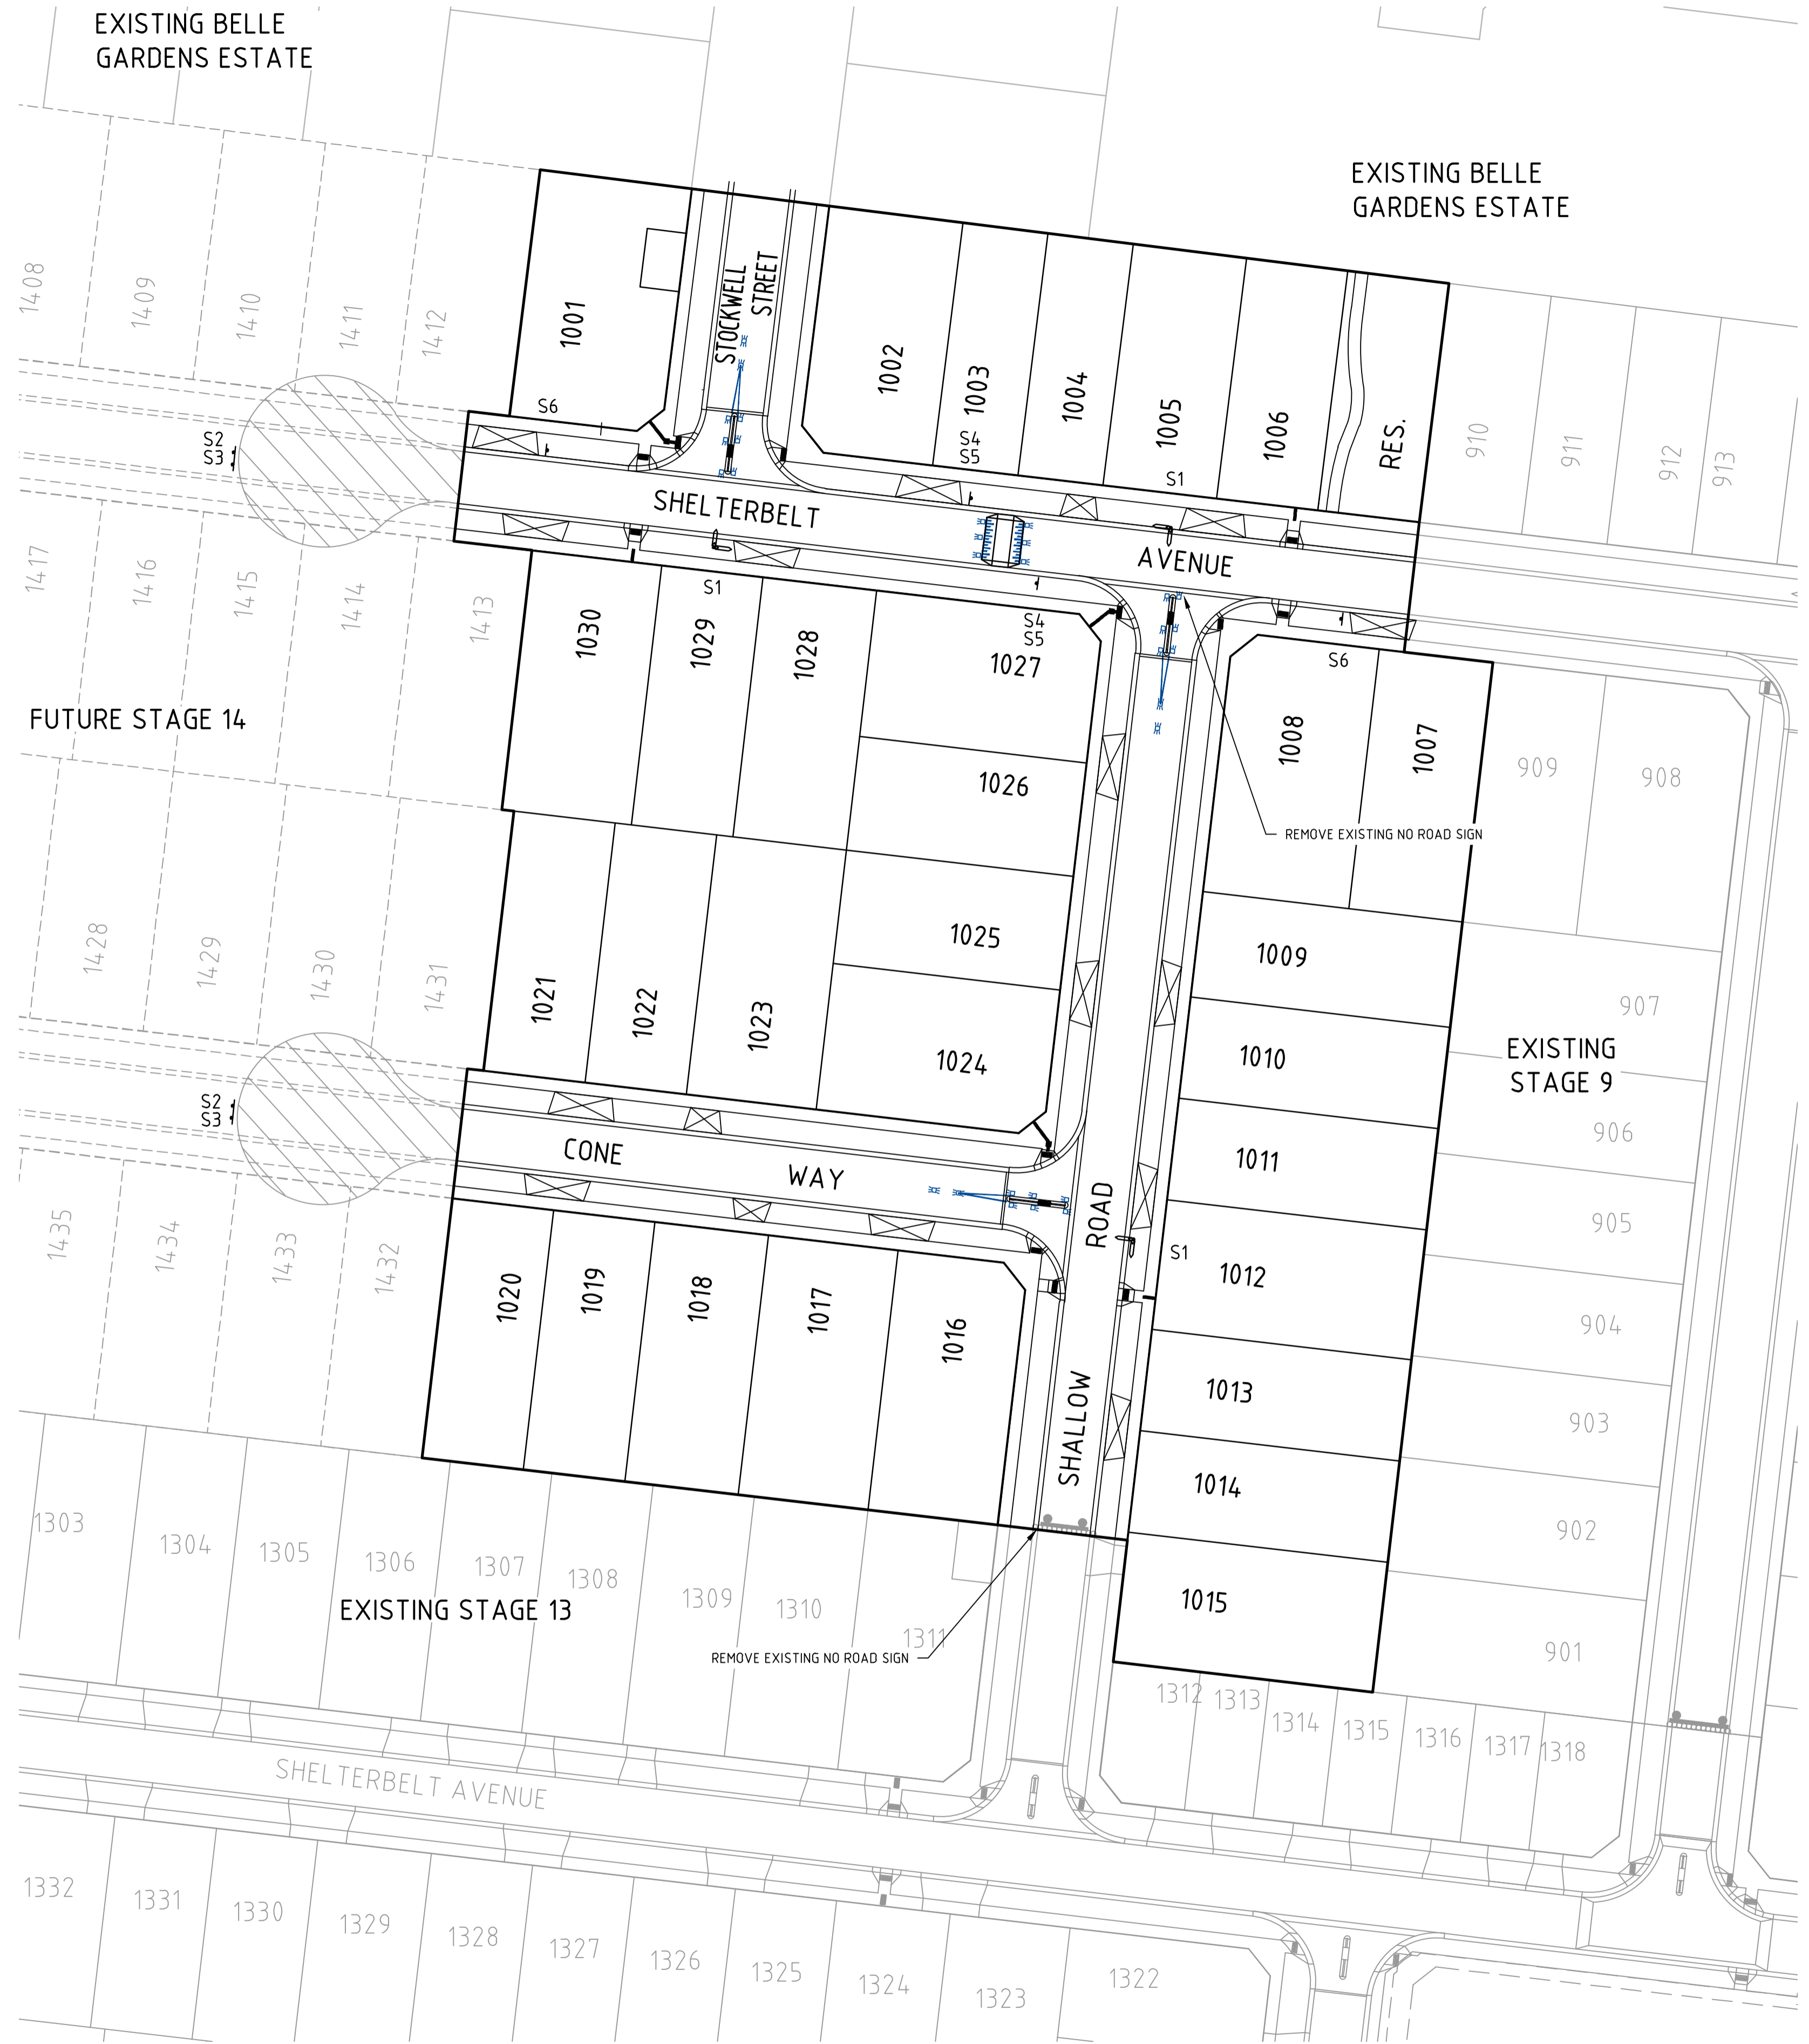 EXISTING BELLE
GARDENS ESTATE
EXISTING BELLE
GARDENS ESTATE
1408
1409
1410
1411
1412
1001
STOCKWELL
STREET
1002
1003
1004
1005
1006
RES.
910
911
912
913
S6
S2
S3
S4
S5
S1
SHELTERBELT
AVENUE
1417
1416
1415
1414
1413
1030
S1
1029
1028
S4
S5
1027
S6
1008
1007
909
908
FUTURE STAGE 14
1026
REMOVE EXISTING NO ROAD SIGN
1428
1429
1430
1431
1021
1022
1023
1025
1024
1009
1010
907
EXISTING
STAGE 9
S2
S3
CONE
WAY
ROAD
1011
906
1435
1434
1433
1432
1020
1019
1018
1017
1016
S1
1012
905
904
SHALLOW
1013
903
1014
902
1303
1304
1305
1306
1307
1308
1309
1310
1311
EXISTING STAGE 13
REMOVE EXISTING NO ROAD SIGN
1015
901
1312
1313
1314
1315
1316
1317
1318
SHELTERBELT AVENUE
1332
1331
1330
1329
1328
1327
1326
1325
1324
1323
1322